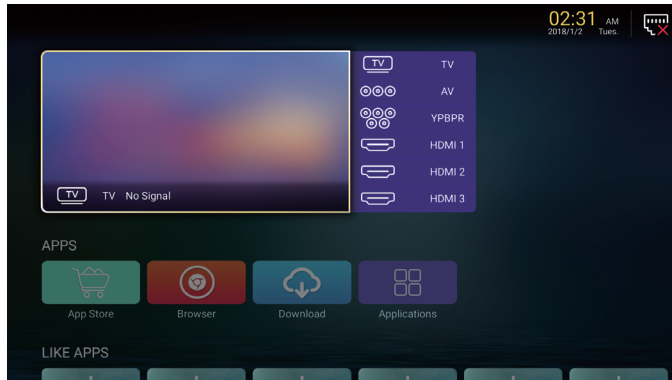 02:31 AM
2018/1/2 Tues.
TV TV
AV
YPBPR
HDMI 1
HDMI 2
HDMI 3
TV TV No Signal
APPS
App Store Browser Download Applications
LIKE APPS